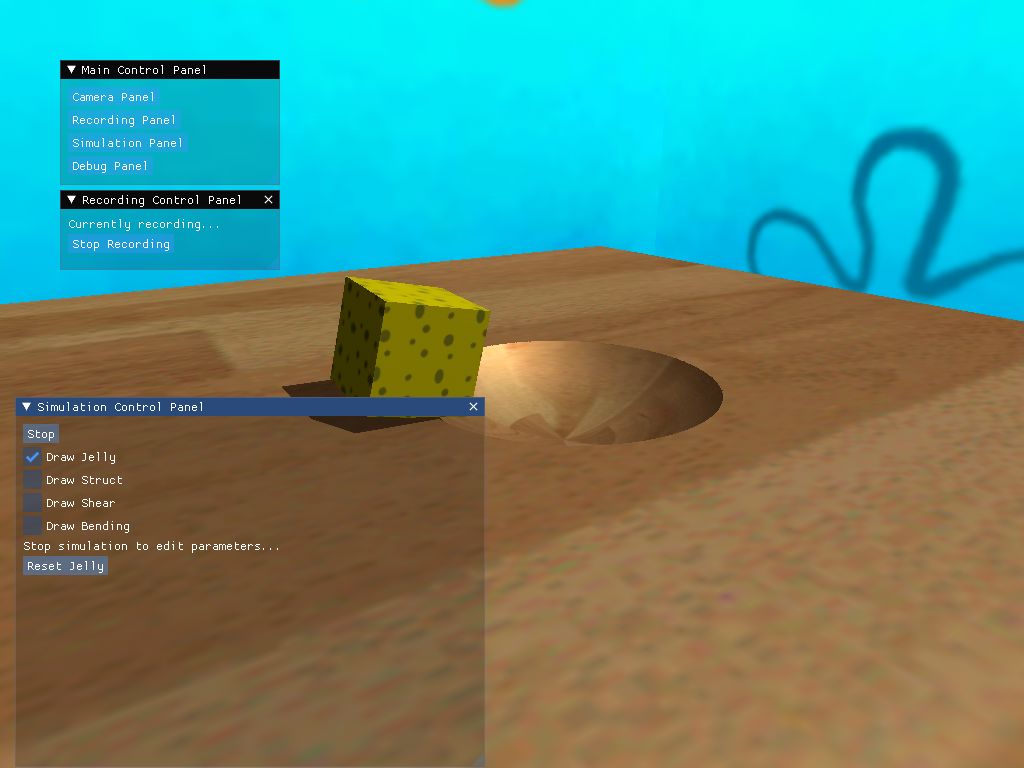 Main Control Panel
Camera Panel
Recording Panel
Simulation Panel
Debug Panel
Recording Control Panel
Currently recording...
Stop Recording
Simulation Control Panel
Stop
Draw Jelly
Draw Struct
Draw Shear
Draw Bending
Stop simulation to edit parameters...
Reset Jelly